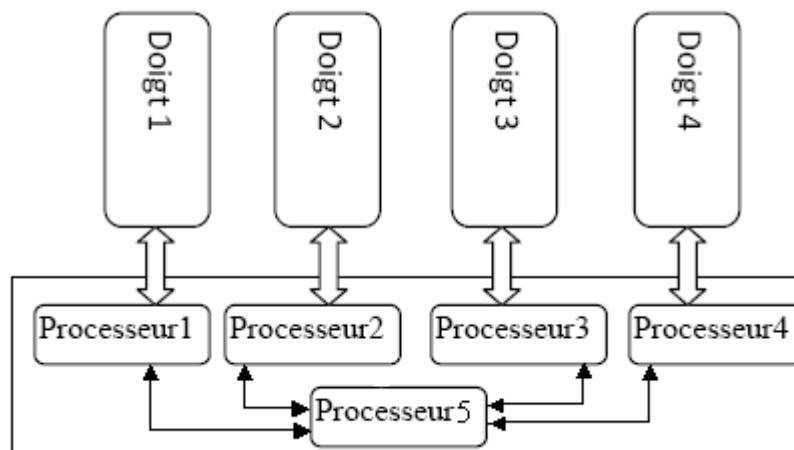 Doigt 1
Doigt 2
Doigt 3
Doigt 4
Processeur1
Processeur2
Processeur3
Processeur4
Processeur5